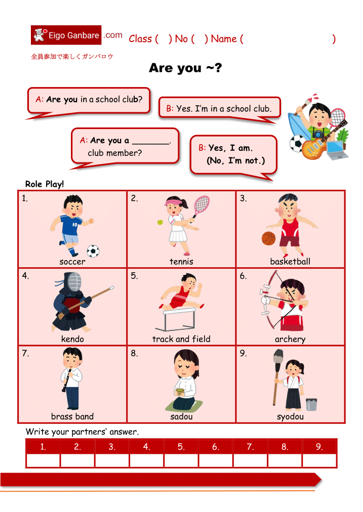 Eigo Ganbare .com Class ( ) No ( ) Name ( )
全員参加で楽しくガンバロウ
Are you ~?
A: Are you in a school club?
B: Yes. I'm in a school club.
A: Are you a ________.
club member?
B: Yes, I am.
(No, I'm not.)
Role Play!
1. 2. 3.
soccer tennis basketball
4. 5. 6.
kendo track and field archery
7. 8. 9.
brass band sadou syodou
Write your partners' answer.
1. 2. 3. 4. 5. 6. 7. 8. 9.